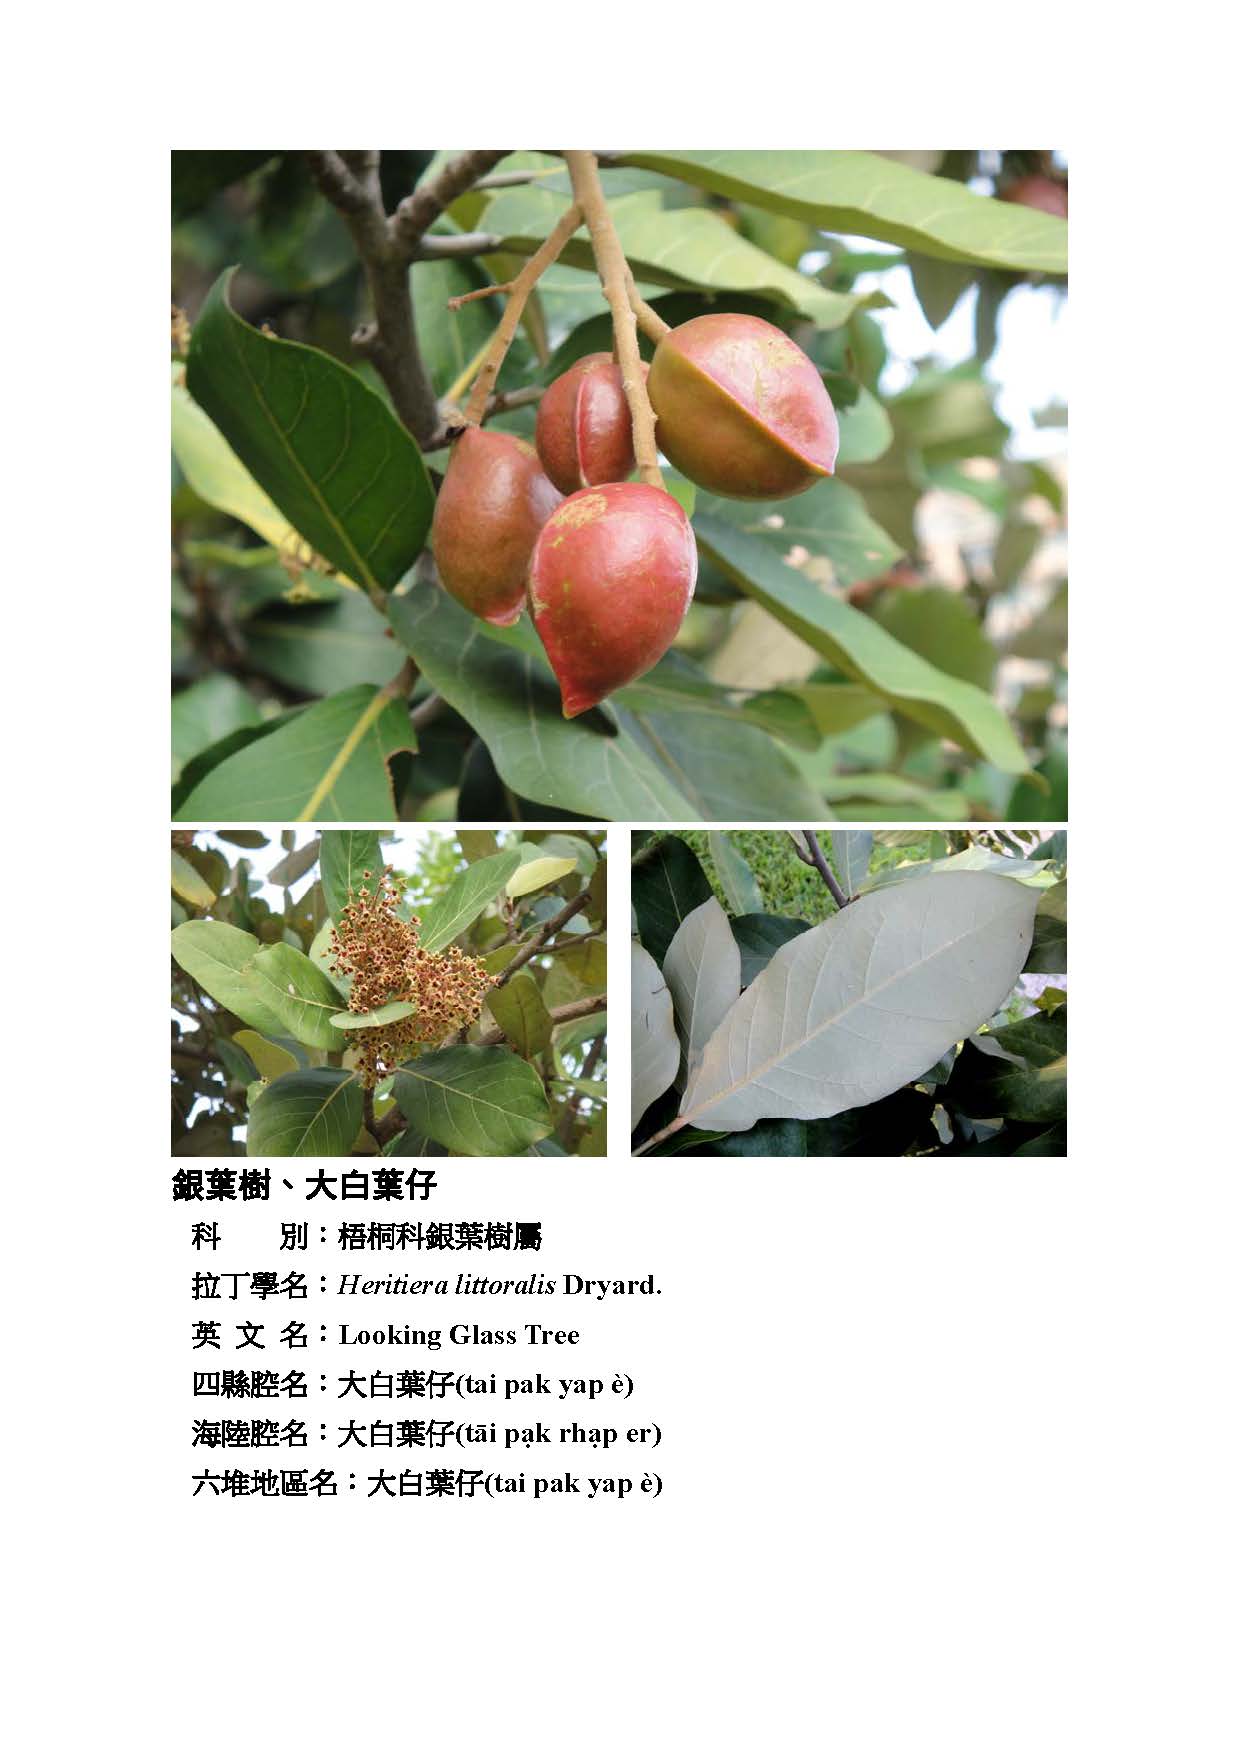 銀葉樹、大白葉仔
科　　別：梧桐科銀葉樹屬
拉丁學名：Heritiera littoralis Dryard.
英 文 名：Looking Glass Tree
四縣腔名：大白葉仔(tai pak yap è)
海陸腔名：大白葉仔(tāi pạk rhạp er)
六堆地區名：大白葉仔(tai pak yap è)